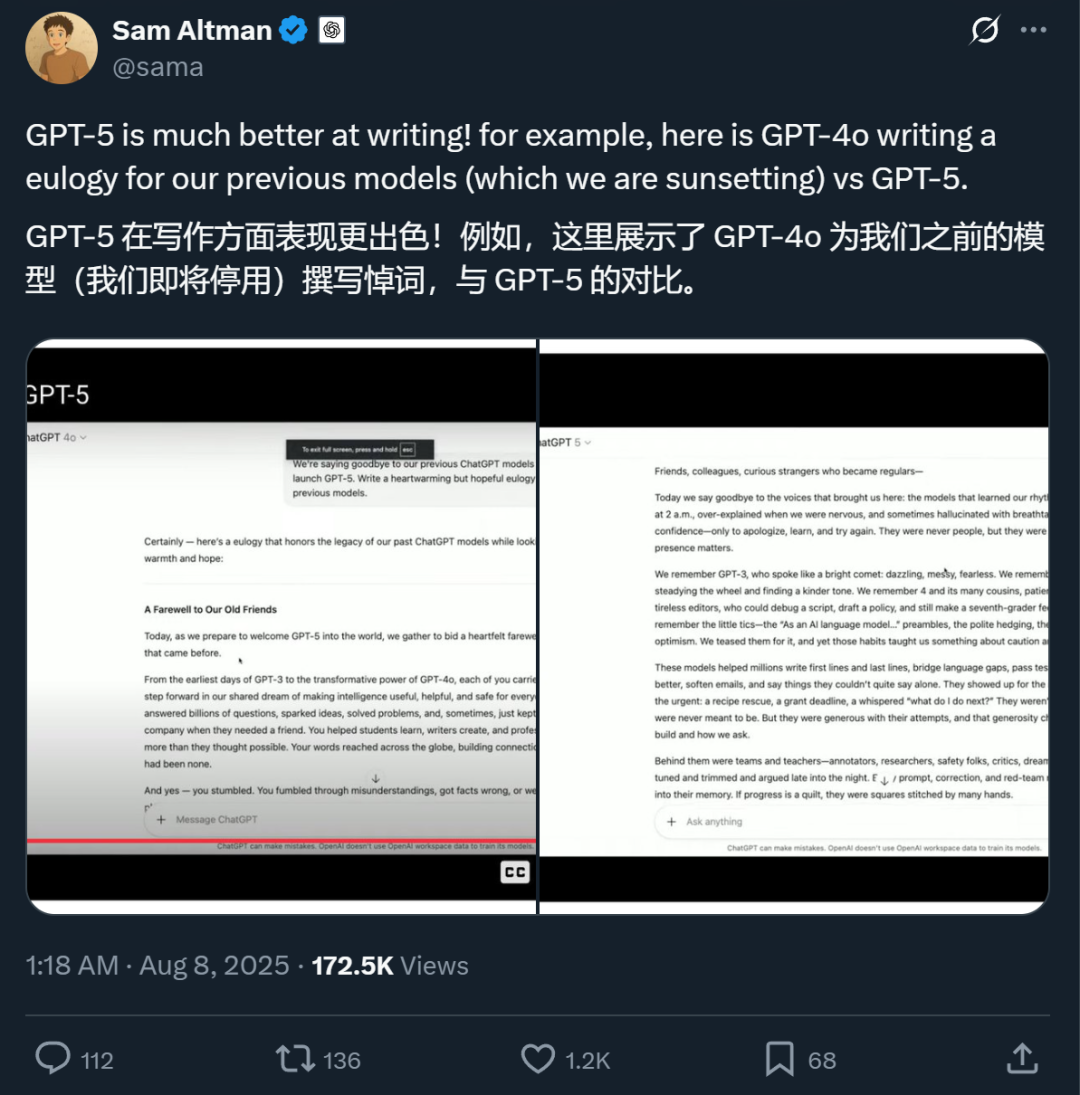 Sam Altman
@sama
GPT-5 is much better at writing! for example, here is GPT-4o writing a
eulogy for our previous models (which we are sunsetting) vs GPT-5.
GPT-5 在写作方面表现更出色！例如，这里展示了 GPT-4o 为我们之前的模
型（我们即将停用）撰写悼词，与 GPT-5 的对比。
GPT-5
hatGPT 4o
To exit full screen, press and hold esc
We're saying goodbye to our previous ChatGPT models
launch GPT-5. Write a heartwarming but hopeful eulogy
previous models.
Certainly — here's a eulogy that honors the legacy of our past ChatGPT models while look
warmth and hope:
A Farewell to Our Old Friends
Today, as we prepare to welcome GPT-5 into the world, we gather to bid a heartfelt farewe
that came before.
From the earliest days of GPT-3 to the transformative power of GPT-4o, each of you carrie
step forward in our shared dream of making intelligence useful, helpful, and safe for every
answered billions of questions, sparked ideas, solved problems, and, sometimes, just kept
company when they needed a friend. You helped students learn, writers create, and profe
more than they thought possible. Your words reached across the globe, building connectio
had been none.
And yes — you stumbled. You fumbled through misunderstandings, got facts wrong, or we
Message ChatGPT
ChatGPT can make mistakes. OpenAI doesn't use OpenAI workspace data to train its models.
CC
hatGPT 5
Friends, colleagues, curious strangers who became regulars—
Today we say goodbye to the voices that brought us here: the models that learned our rhyt
at 2 a.m., over-explained when we were nervous, and sometimes hallucinated with breathta
confidence—only to apologize, learn, and try again. They were never people, but they were
presence matters.
We remember GPT-3, who spoke like a bright comet: dazzling, messy, fearless. We rememb
steadying the wheel and finding a kinder tone. We remember 4 and its many cousins, patien
tireless editors, who could debug a script, draft a policy, and still make a seventh-grader fe
remember the little tics—the "As an AI language model..." preambles, the polite hedging, the
optimism. We teased them for it, and yet those habits taught us something about caution a
These models helped millions write first lines and last lines, bridge language gaps, pass tes
better, soften emails, and say things they couldn't quite say alone. They showed up for the
the urgent: a recipe rescue, a grant deadline, a whispered "what do I do next?" They weren'
were never meant to be. But they were generous with their attempts, and that generosity c
build and how we ask.
Behind them were teams and teachers—annotators, researchers, safety folks, critics, dream
tuned and trimmed and argued late into the night. E / prompt, correction, and red-team
into their memory. If progress is a quilt, they were squares stitched by many hands.
Ask anything
ChatGPT can make mistakes. OpenAI doesn't use OpenAI workspace data to train its models.
1:18 AM · Aug 8, 2025 · 172.5K Views
112
136
1.2K
68